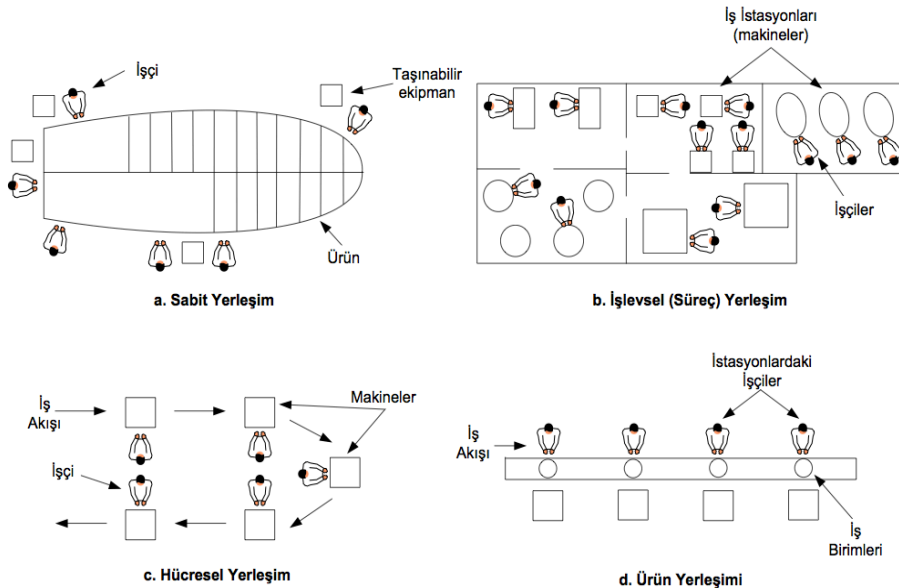 İşçi
Taşınabilir
ekipman
Ürün
a. Sabit Yerleşim
İş İstasyonları
(makineler)
İşçiler
b. İşlevsel (Süreç) Yerleşim
İş
Akışı
Makineler
İşçi
c. Hücresel Yerleşim
İstasyonlardaki
İşçiler
İş
Akışı
İş
Birimleri
d. Ürün Yerleşimi